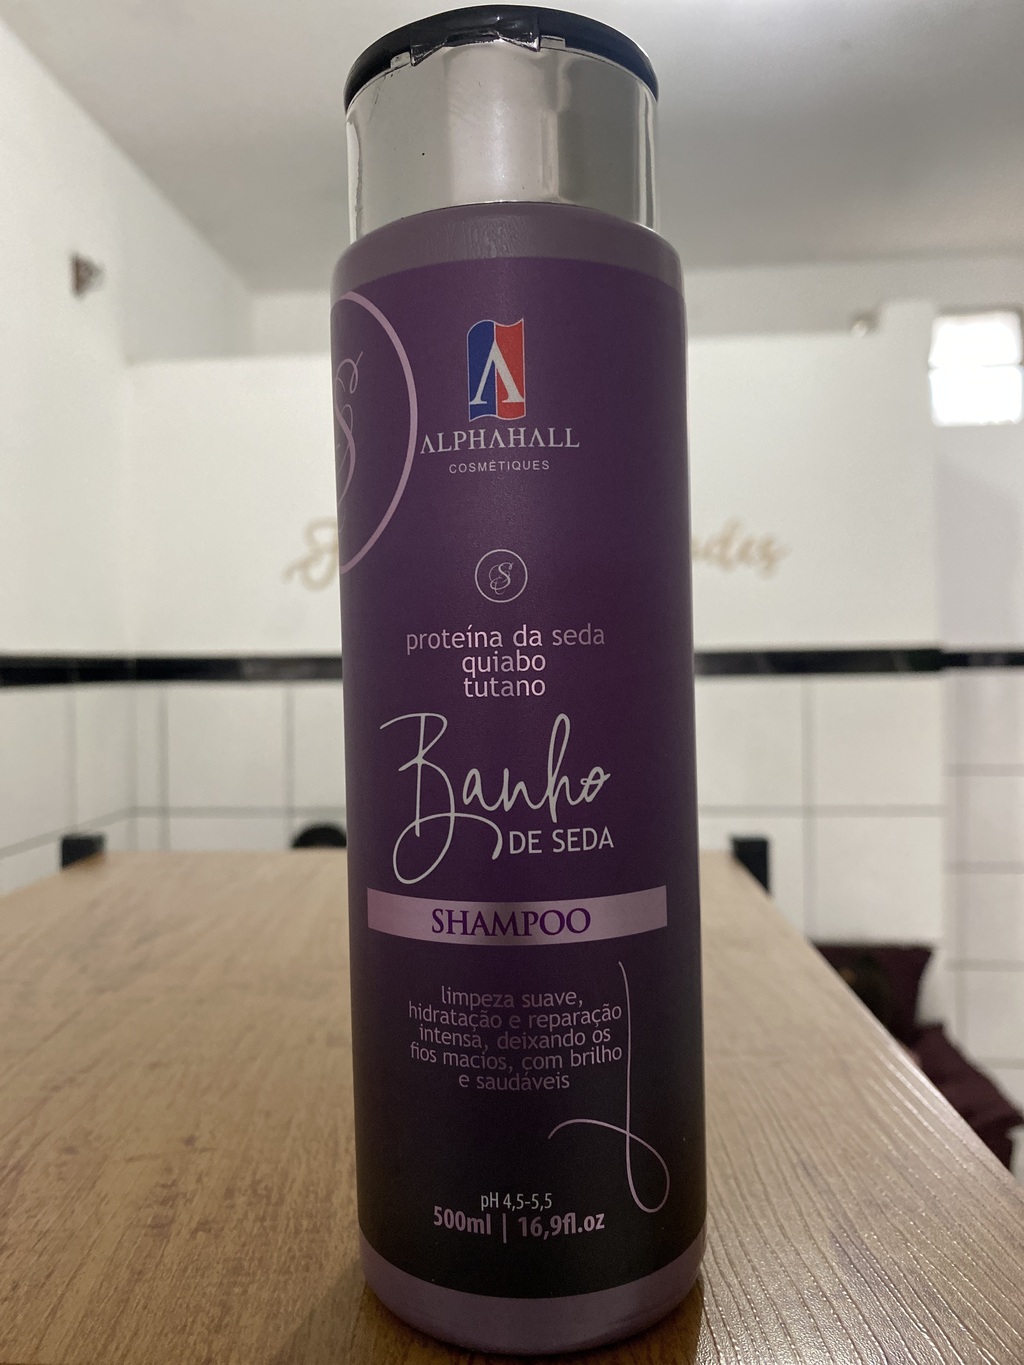 ALPHAHALL
COSMÉTIQUES
S
proteína da seda
quiabo
tutano
Banho
DE SEDA
SHAMPOO
limpeza suave,
hidratação e reparação
intensa, deixando os
fios macios, com brilho
e saudáveis
pH 4,5-5,5
500ml | 16,9fl.oz